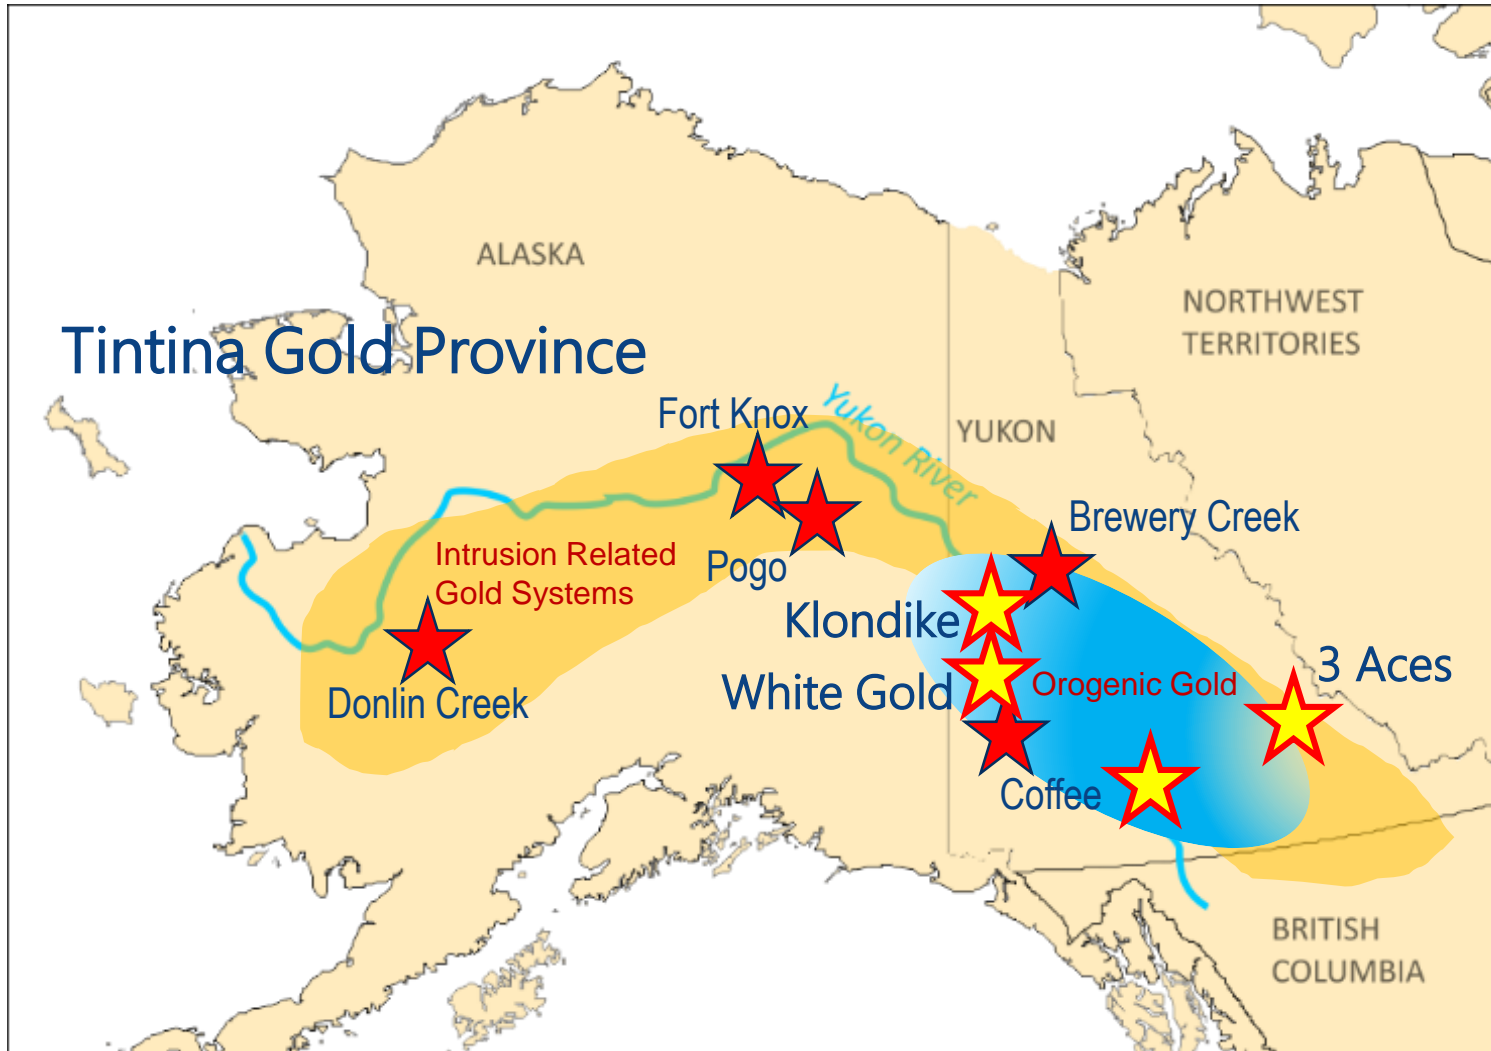 ALASKA
NORTHWEST
TERRITORIES
Tintina Gold Province
Fort Knox
Yukon River
YUKON
Brewery Creek
Intrusion Related
Gold Systems
Pogo
Klondike
3 Aces
White Gold
Orogenic Gold
Donlin Creek
Coffee
BRITISH
COLUMBIA